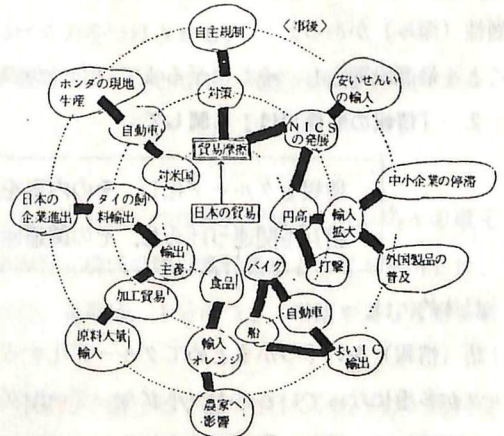 〈事後〉
自主規制
対策
貿易摩擦
日本の貿易
ホンダの現地
生産
自動車
対米国
NICS
の発展
安いせんい
の輸入
日本の
企業進出
タイの飼
料輸出
輸出
主義
加工貿易
原料大量
輸入
円高
輸入
拡大
中小企業の停滞
外国製品の
普及
打撃
食品
バイク
自動車
船
よいIC
輸出
輸入
オレンジ
農家へ
影響